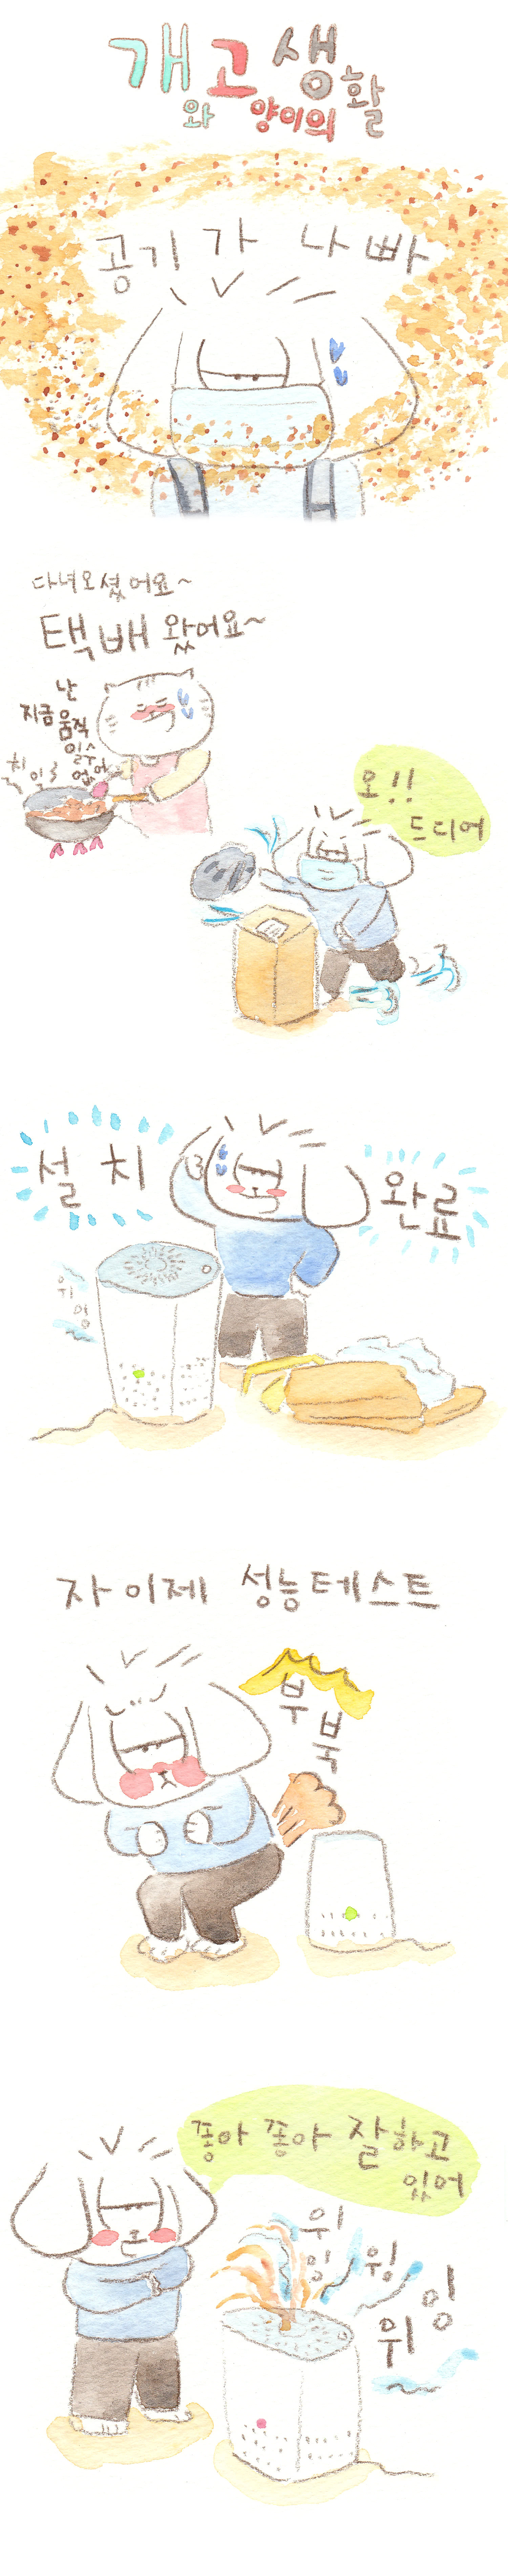 개고생활
와 양이의
공기가 나빠
다녀오셨어요~
택배 왔어요~
난
지금 움직
일 수
없어
치익
오!!
드디어
설치
완료
위잉
자 이제 성능테스트
부북
쫗아 쫗아 잘하고
있어
위잉 윙
위잉